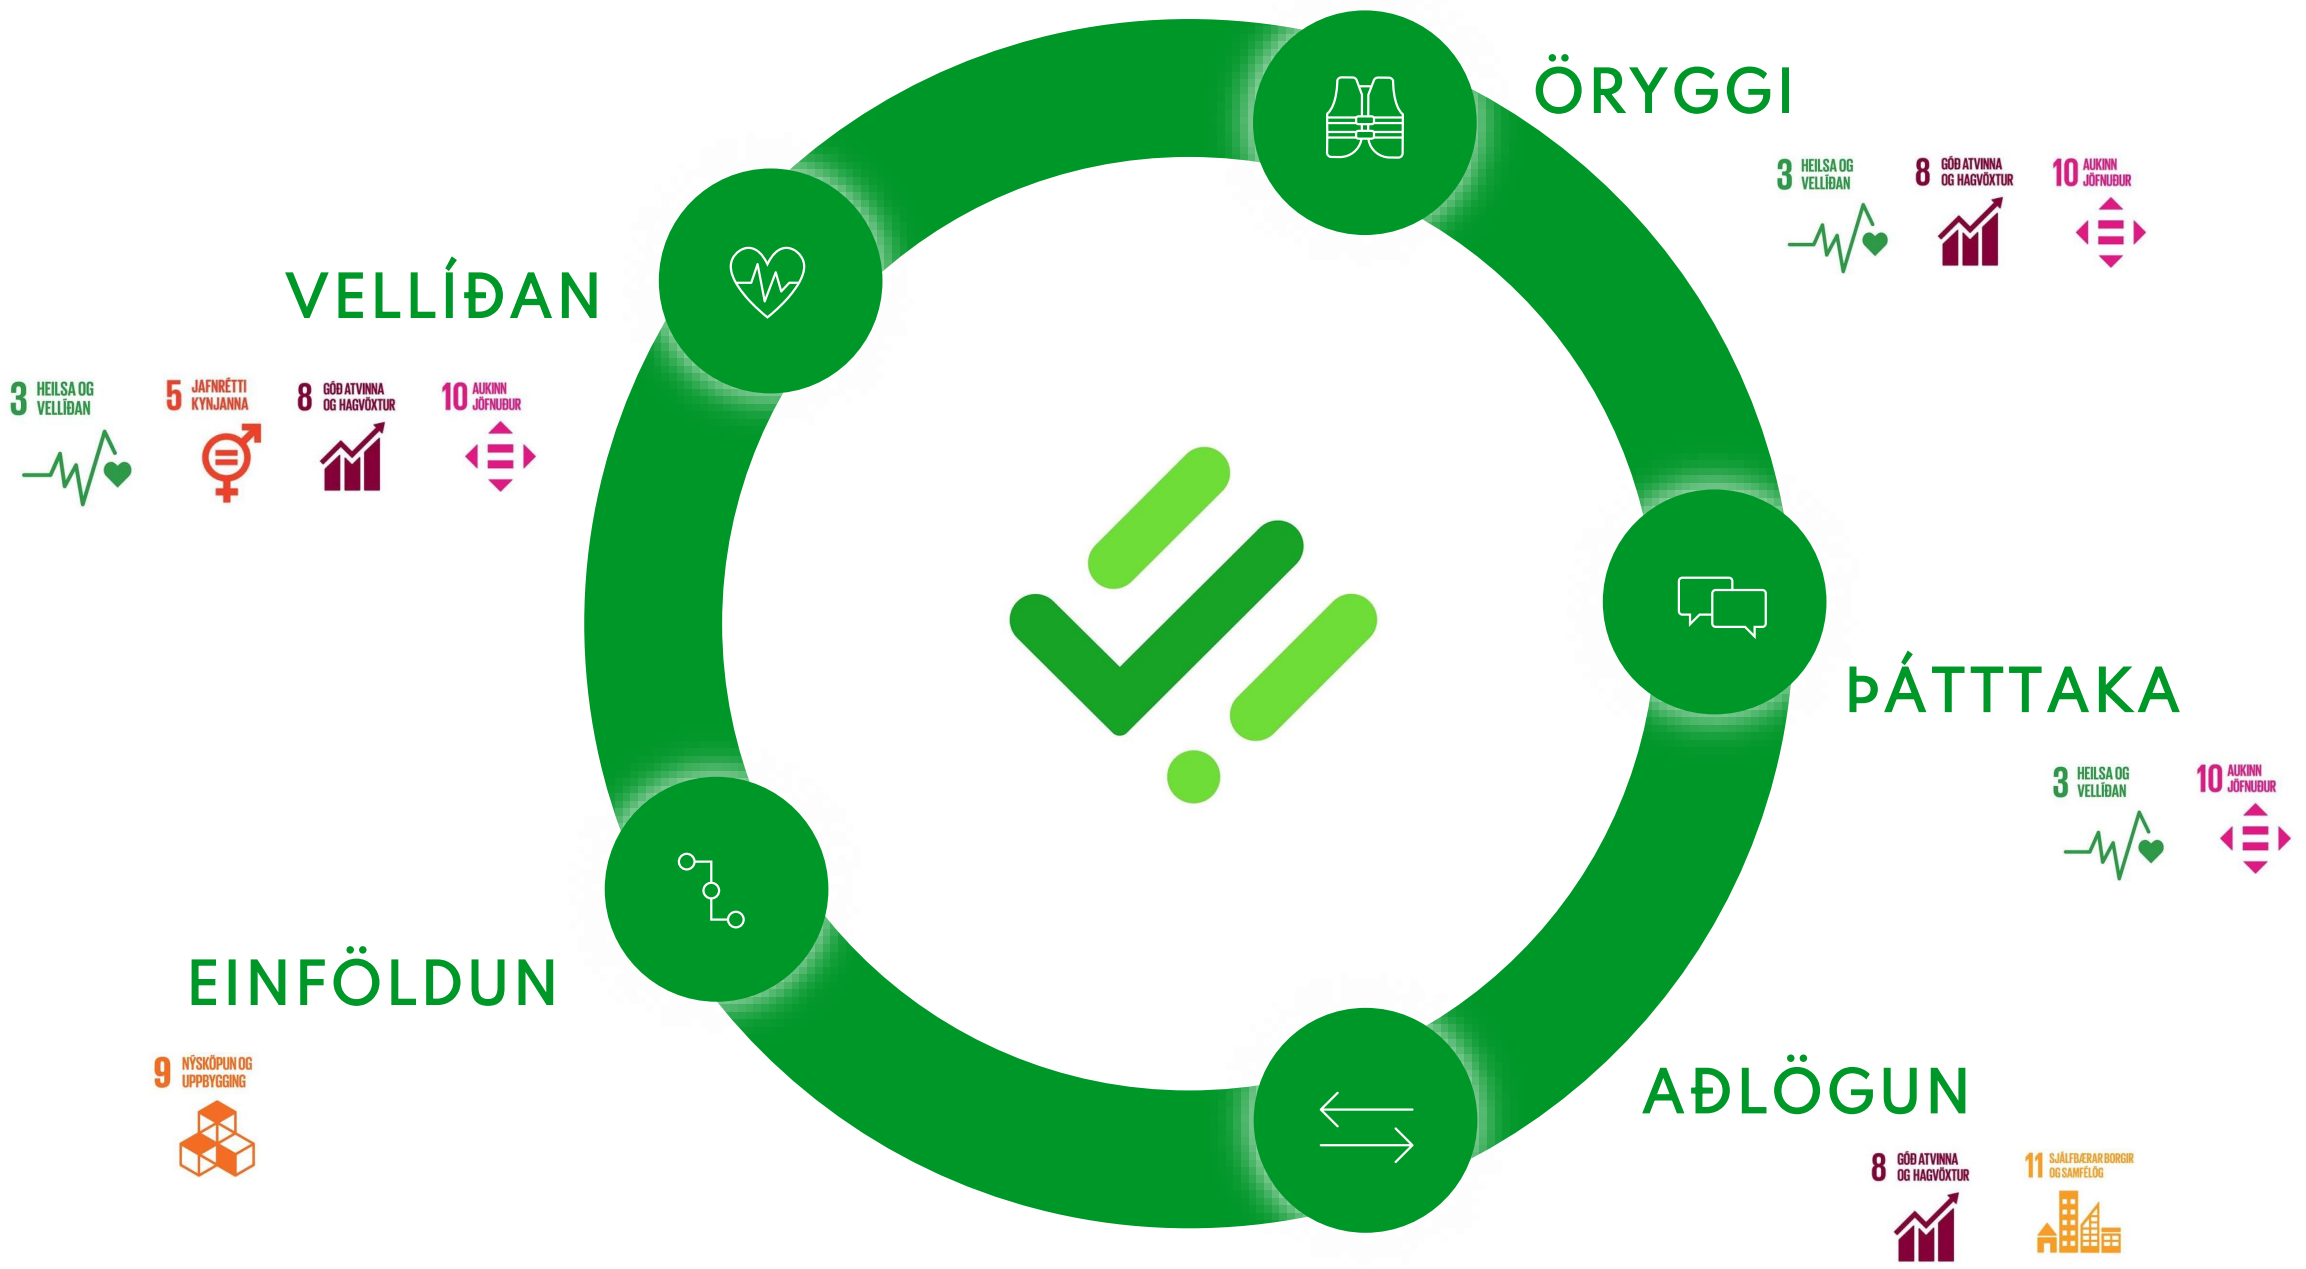 ÖRYGGI
3 HEILSA OG
VELLÍÐAN
8 GÓÐ ATVINNA
OG HAGVÖXTUR
10 AUKINN
JÖFNUÐUR
VELLÍÐAN
3 HEILSA OG
VELLÍÐAN
5 JAFNRÉTTI
KYNJANNA
8 GÓÐ ATVINNA
OG HAGVÖXTUR
10 AUKINN
JÖFNUÐUR
ÞÁTTTAKA
3 HEILSA OG
VELLÍÐAN
10 AUKINN
JÖFNUÐUR
EINFÖLDUN
9 NÝSKÖPUN OG
UPPBYGGING
AÐLÖGUN
8 GÓÐ ATVINNA
OG HAGVÖXTUR
11 SJÁLFBÆRAR BORGIR
OG SAMFÉLÖG